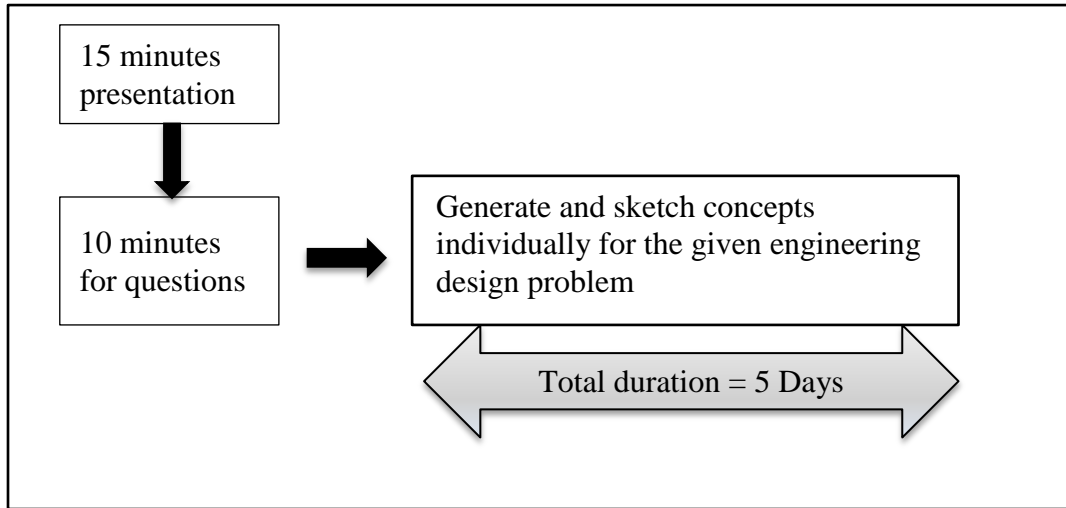 15 minutes
presentation
10 minutes
for questions
Generate and sketch concepts
individually for the given engineering
design problem
Total duration = 5 Days